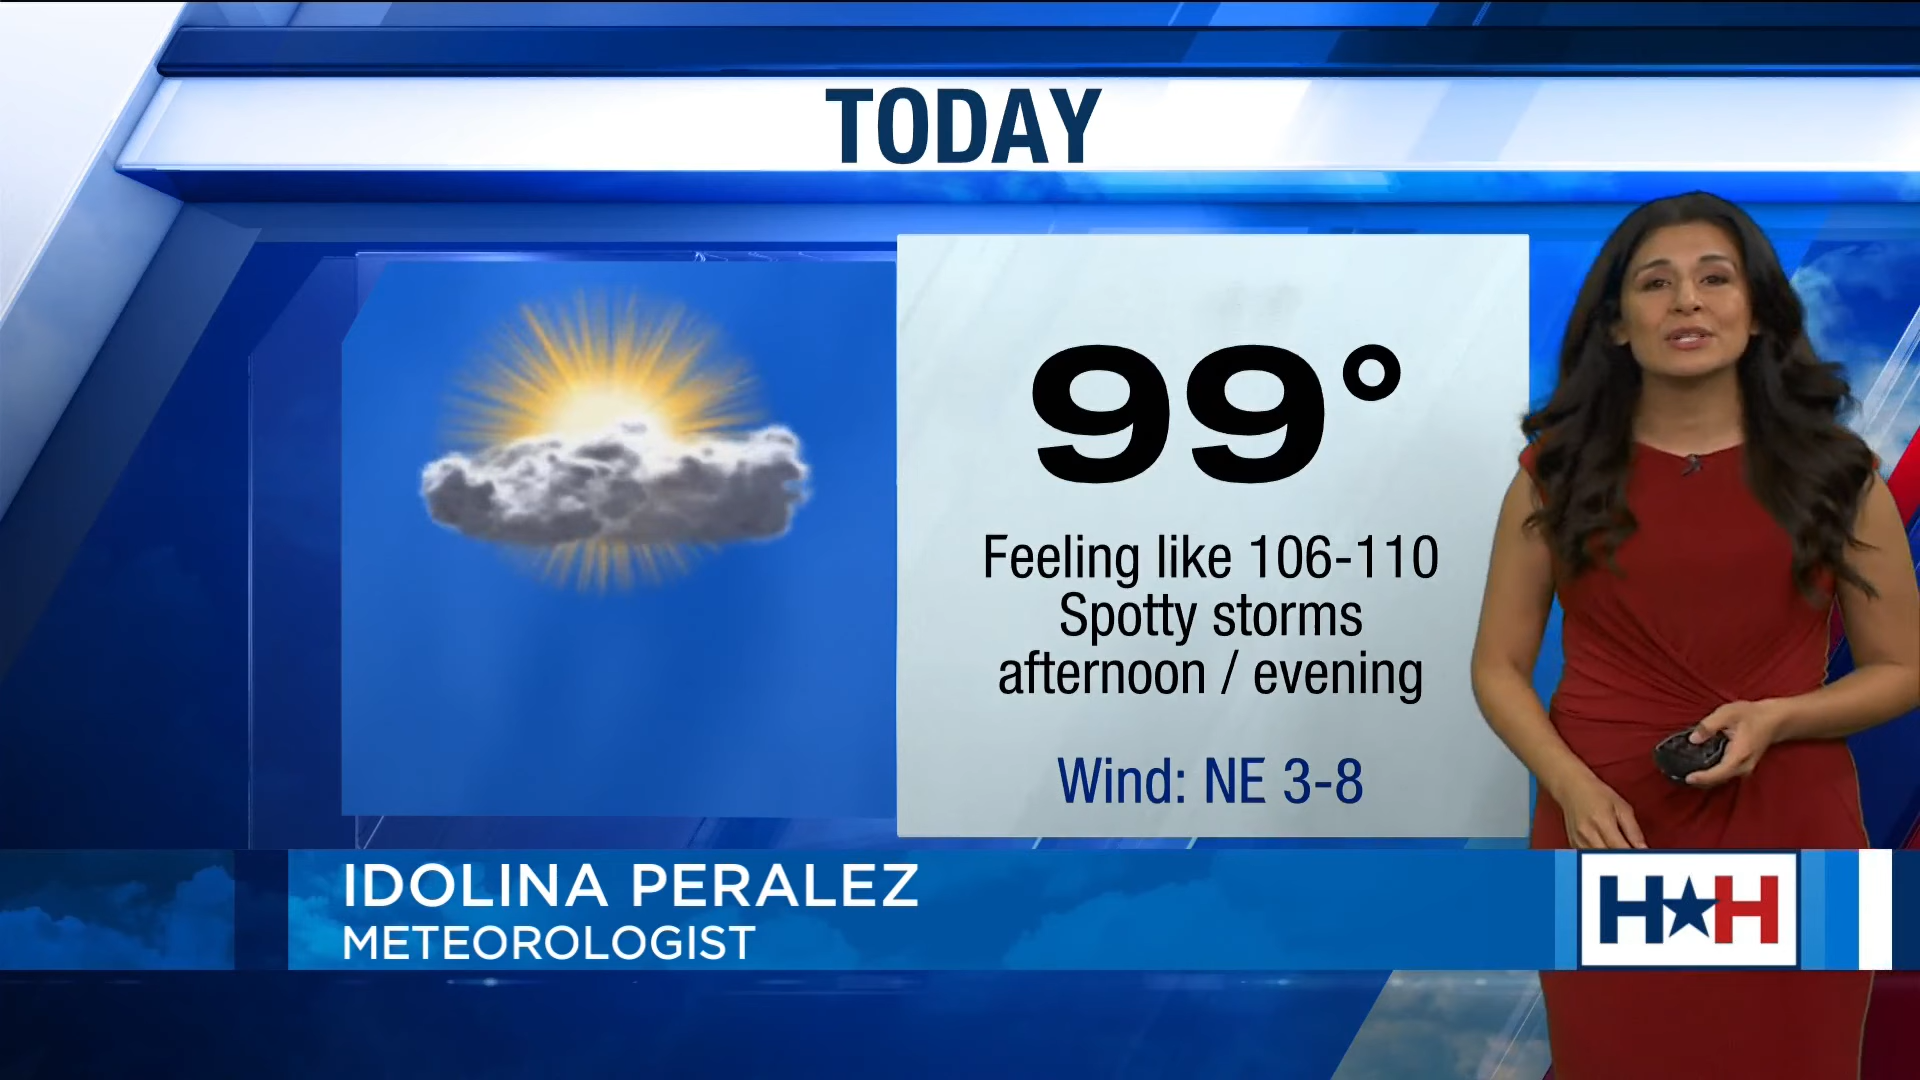 TODAY
99°
Feeling like 106-110
Spotty storms
afternoon / evening
Wind: NE 3-8
IDOLINA PERALEZ
METEOROLOGIST
H★H